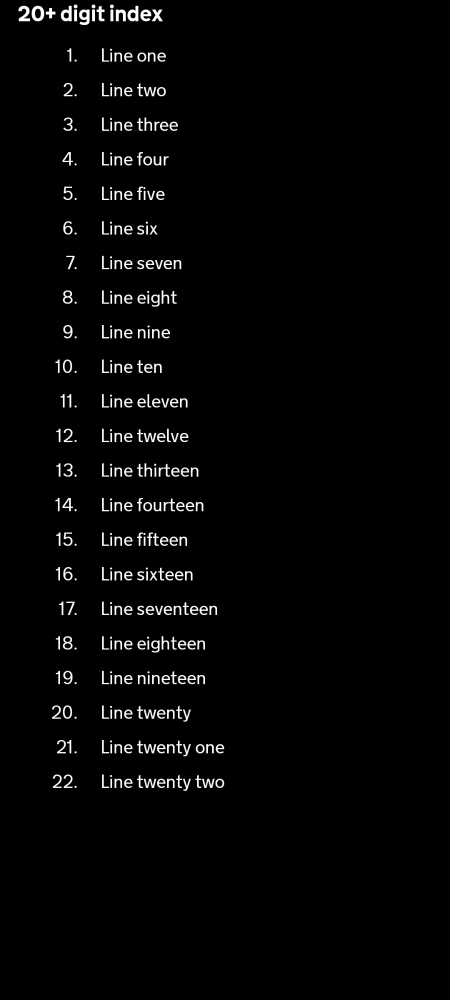 20+ digit index
1. Line one
2. Line two
3. Line three
4. Line four
5. Line five
6. Line six
7. Line seven
8. Line eight
9. Line nine
10. Line ten
11. Line eleven
12. Line twelve
13. Line thirteen
14. Line fourteen
15. Line fifteen
16. Line sixteen
17. Line seventeen
18. Line eighteen
19. Line nineteen
20. Line twenty
21. Line twenty one
22. Line twenty two